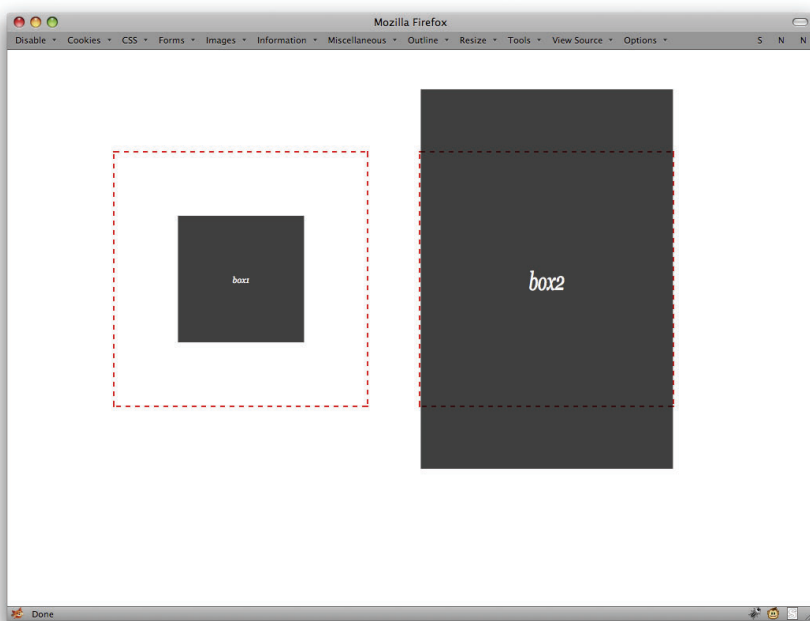 Mozilla Firefox
Disable Cookies CSS Forms Images Information Miscellaneous Outline Resize Tools View Source Options S N N
box1
box2
Done